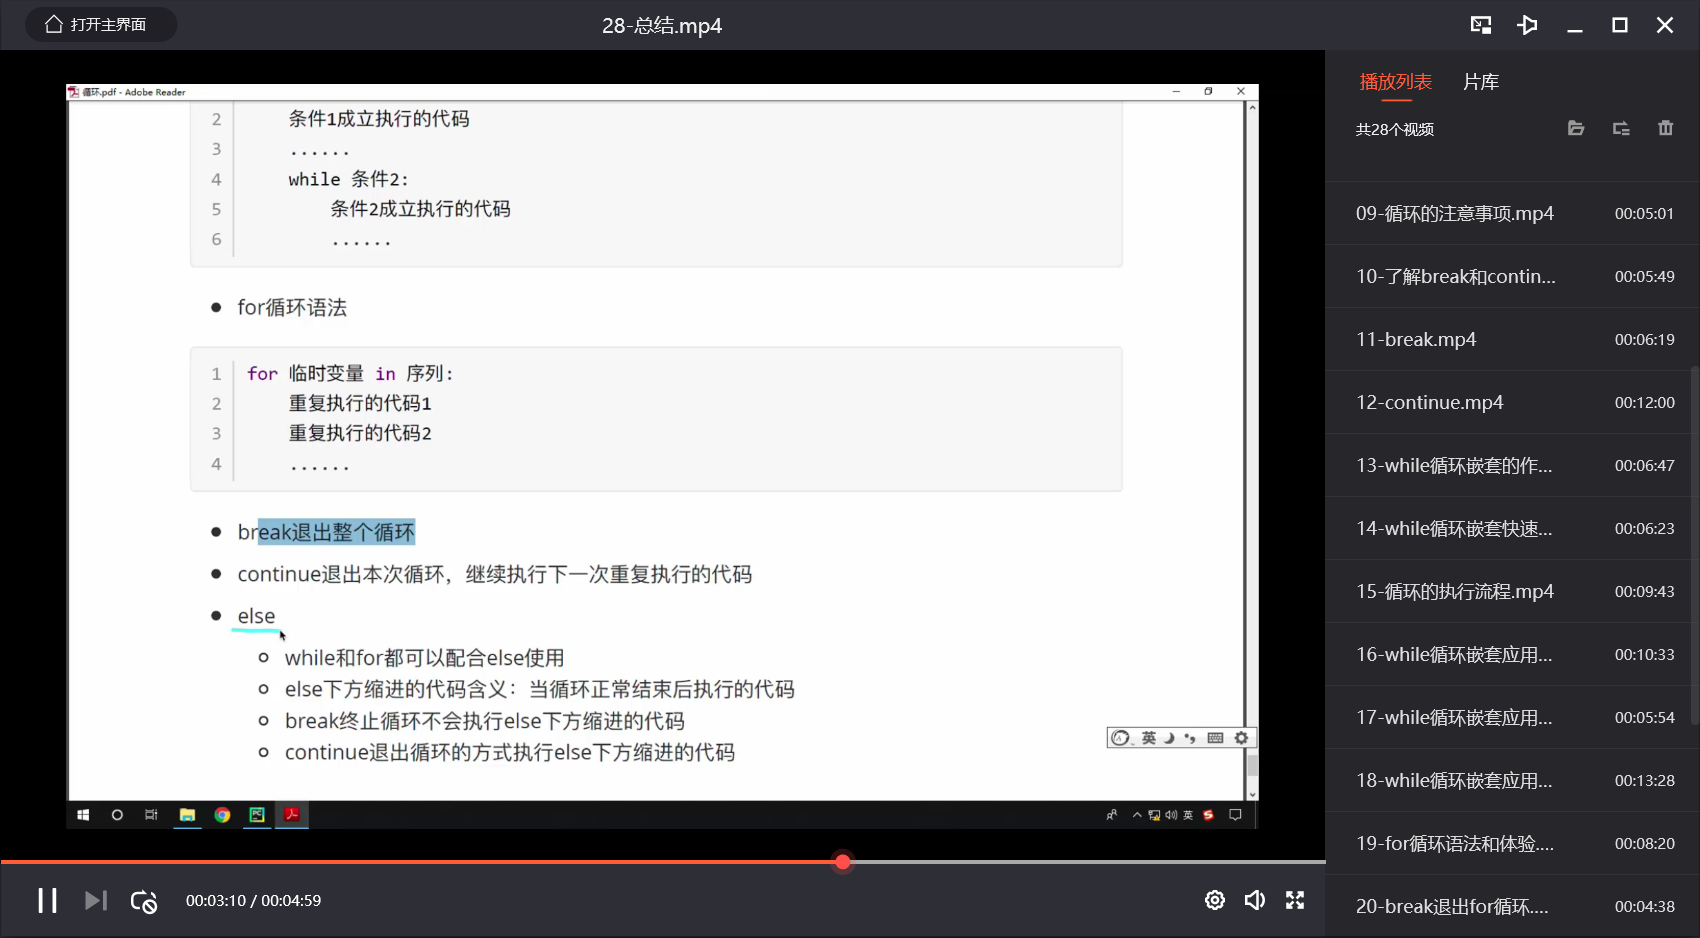 打开主界面
28-总结.mp4
循环.pdf - Adobe Reader
2 条件1成立执行的代码
3 ......
4 while 条件2:
5 条件2成立执行的代码
6 ......
for循环语法
1 for 临时变量 in 序列:
2 重复执行的代码1
3 重复执行的代码2
4 ......
break退出整个循环
continue退出本次循环，继续执行下一次重复执行的代码
else
while和for都可以配合else使用
else下方缩进的代码含义：当循环正常结束后执行的代码
break终止循环不会执行else下方缩进的代码
continue退出循环的方式执行else下方缩进的代码
英
英
00:03:10 / 00:04:59
播放列表 片库
共28个视频
09-循环的注意事项.mp4 00:05:01
10-了解break和contin... 00:05:49
11-break.mp4 00:06:19
12-continue.mp4 00:12:00
13-while循环嵌套的作... 00:06:47
14-while循环嵌套快速... 00:06:23
15-循环的执行流程.mp4 00:09:43
16-while循环嵌套应用... 00:10:33
17-while循环嵌套应用... 00:05:54
18-while循环嵌套应用... 00:13:28
19-for循环语法和体验.... 00:08:20
20-break退出for循环.... 00:04:38